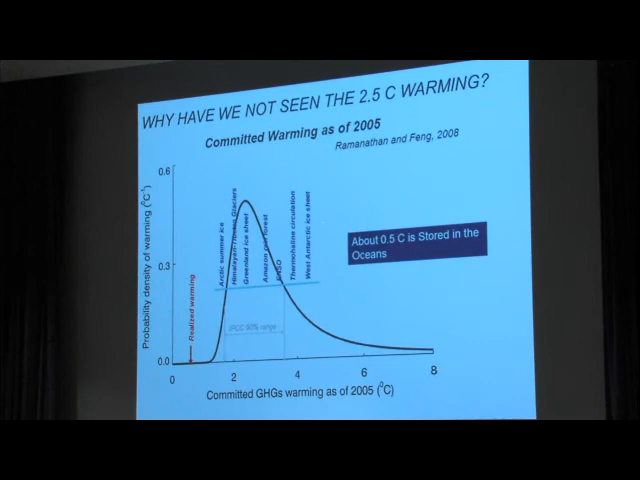 WHY HAVE WE NOT SEEN THE 2.5 C WARMING?
Committed Warming as of 2005
Ramanathan and Feng, 2008
About 0.5 C is Stored in the
Oceans
Probability density of warming (°C⁻¹)
0.6
0.3
0.0
Realized warming
Arctic summer ice
Himalayan-Tibetan Glaciers
Greenland ice sheet
Amazon rain forest
ENSO
Thermohaline circulation
West Antarctic ice sheet
IPCC 90% range
0
2
4
6
8
Committed GHGs warming as of 2005 (°C)